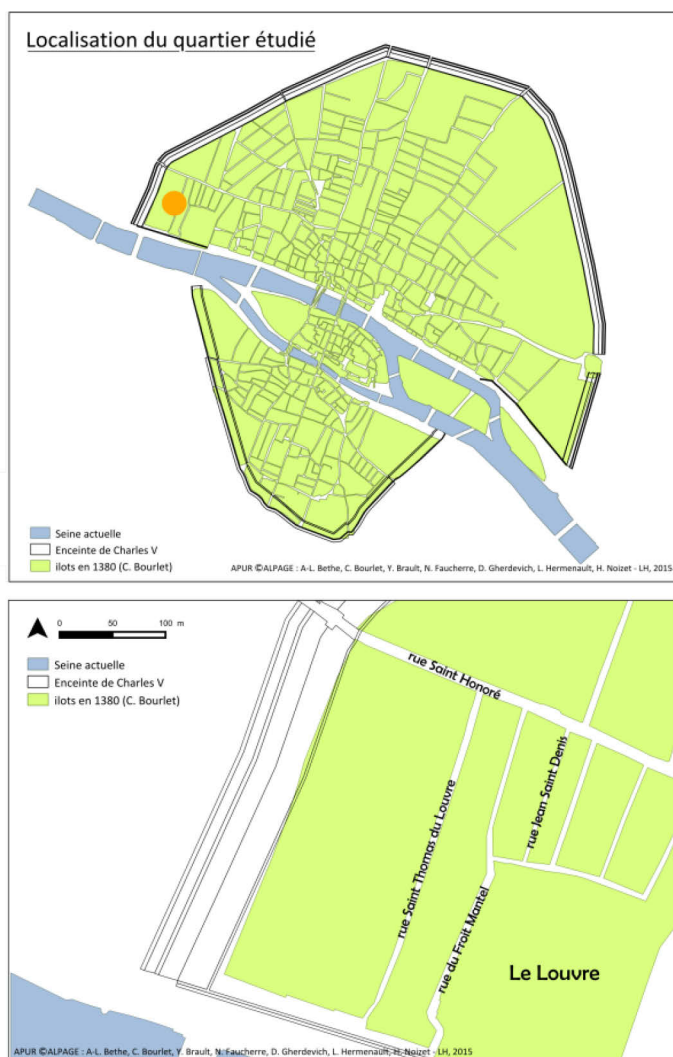 Localisation du quartier étudié
Seine actuelle
Enceinte de Charles V
ilots en 1380 (C. Bourlet)
APUR ©ALPAGE : A-L. Bethe, C. Bourlet, Y. Brault, N. Faucherre, D. Gherdevich, L. Hermenault, H. Noizet - LH, 2015
0 50 100 m
Seine actuelle
Enceinte de Charles V
ilots en 1380 (C. Bourlet)
rue Saint Honoré
rue Jean Saint Denis
rue Saint Thomas du Louvre
rue du Froit Mantel
Le Louvre
APUR ©ALPAGE : A-L. Bethe, C. Bourlet, Y. Brault, N. Faucherre, D. Gherdevich, L. Hermenault, H. Noizet - LH, 2015